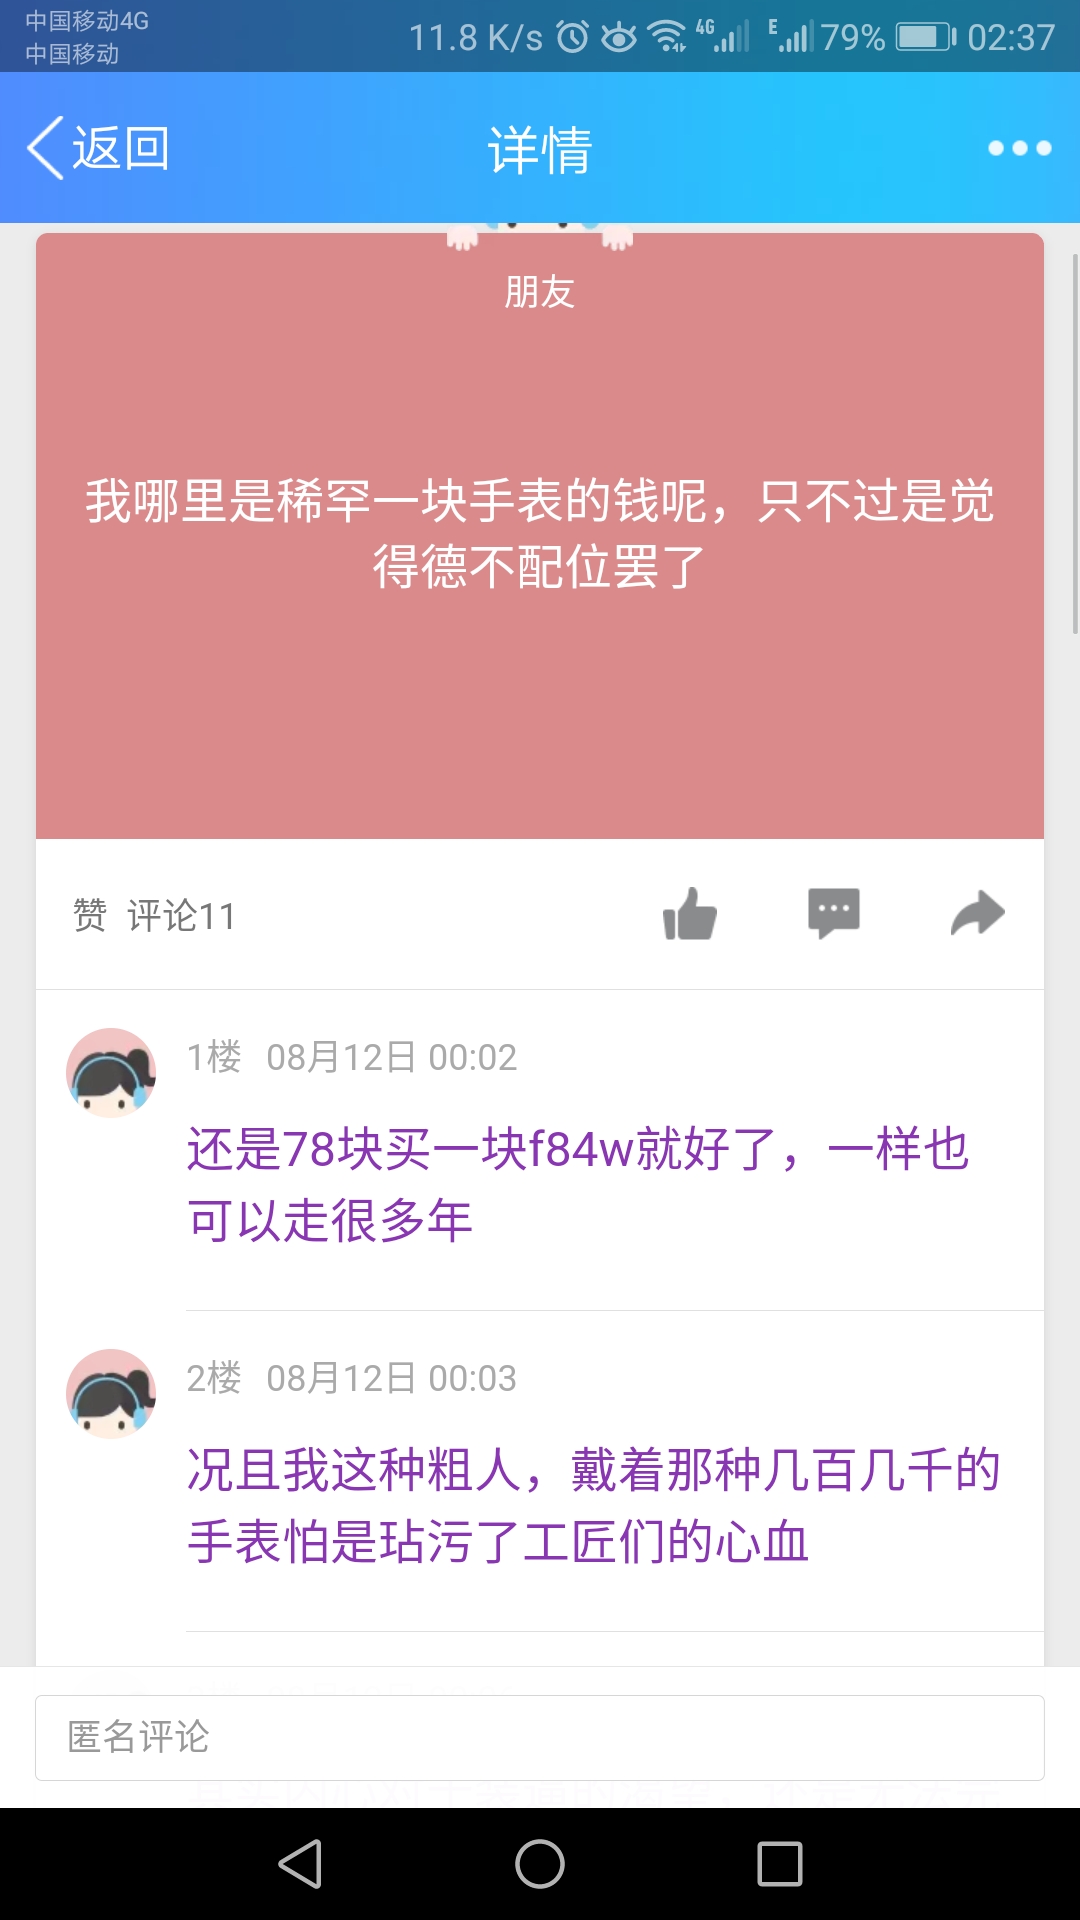 中国移动4G
中国移动
11.8 K/s 4G E 79% 02:37
返回 详情
朋友
我哪里是稀罕一块手表的钱呢，只不过是觉
得德不配位罢了
赞 评论11
1楼 08月12日 00:02
还是78块买一块f84w就好了，一样也
可以走很多年
2楼 08月12日 00:03
况且我这种粗人，戴着那种几百几千的
手表怕是玷污了工匠们的心血
匿名评论